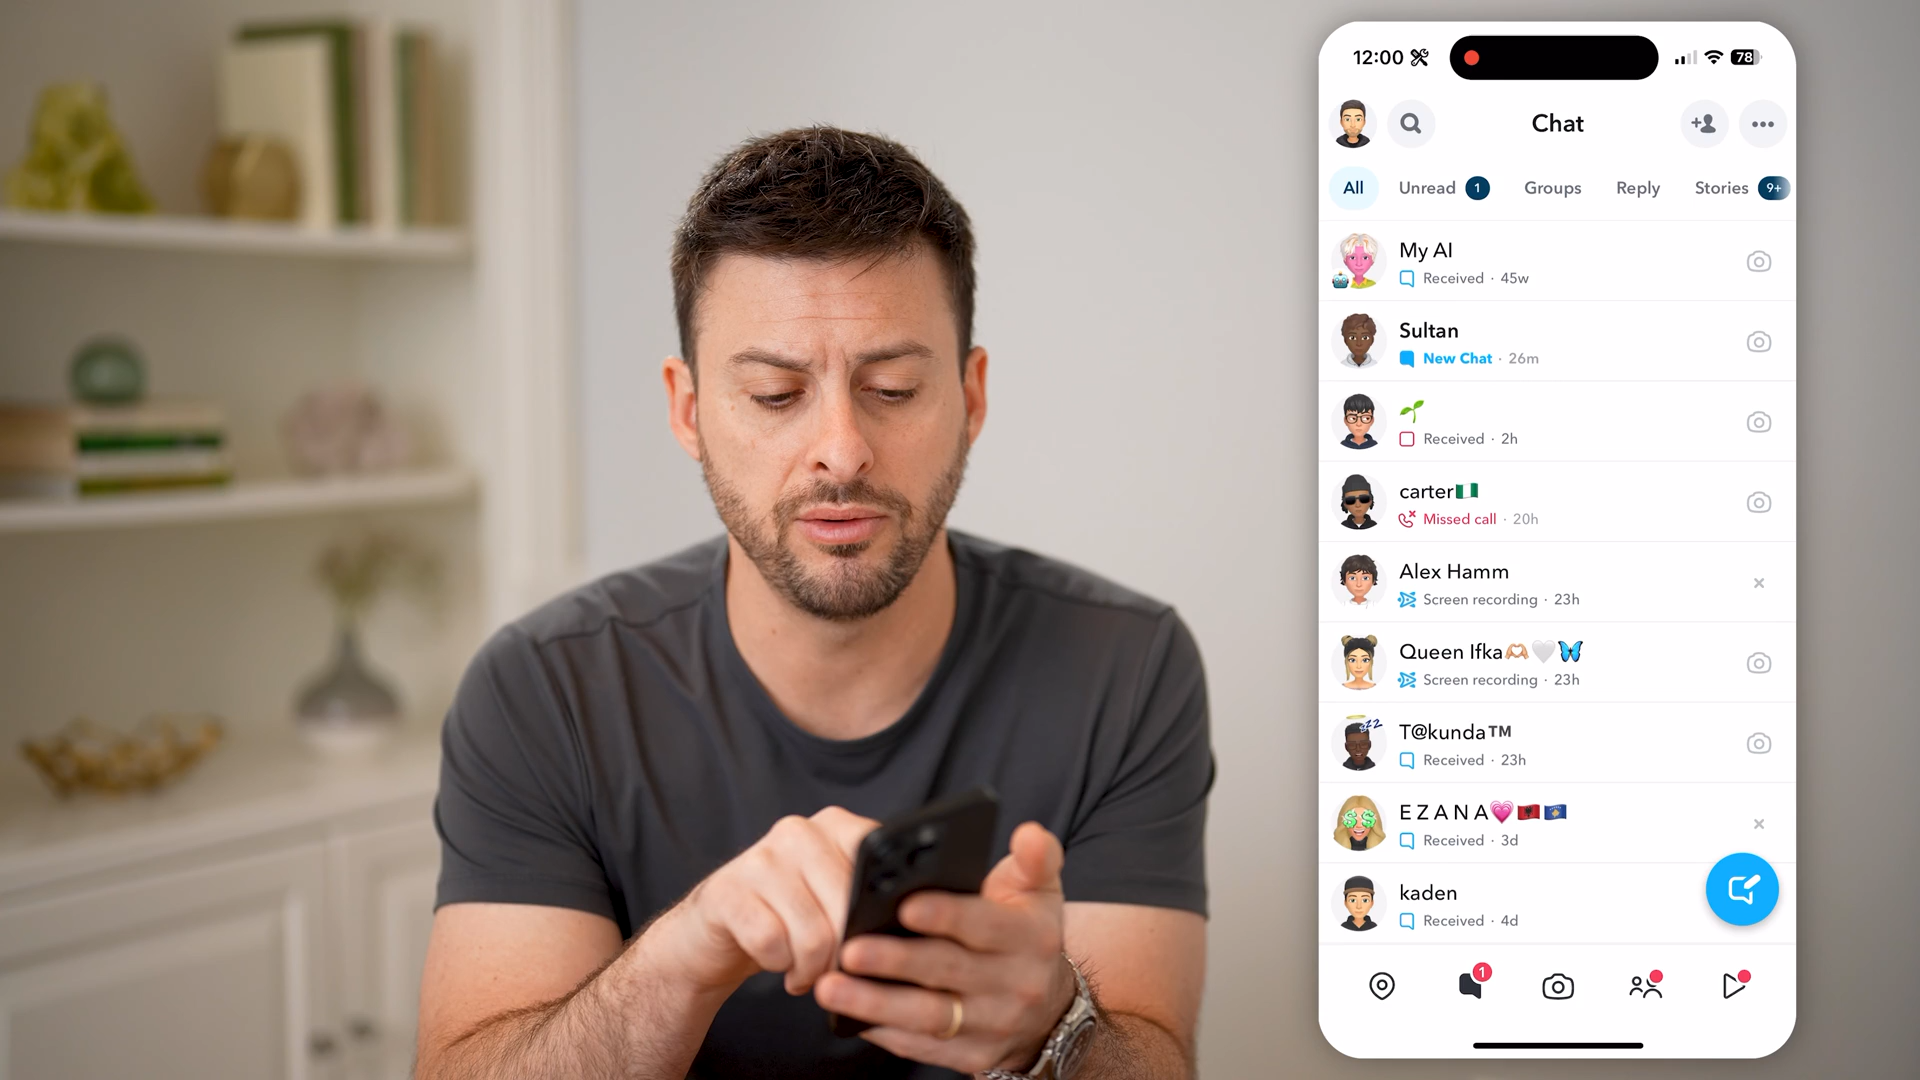 12:00
78
Chat
All
Unread 1
Groups
Reply
Stories 9+
My AI
Received · 45w
Sultan
New Chat · 26m
Received · 2h
carter🇳🇬
Missed call · 20h
Alex Hamm
Screen recording · 23h
Queen Ifka🫶🏼🤍🦋
Screen recording · 23h
zzz
T@kunda™
Received · 23h
E Z A N A💗🇦🇱🇽🇰
Received · 3d
kaden
Received · 4d
1